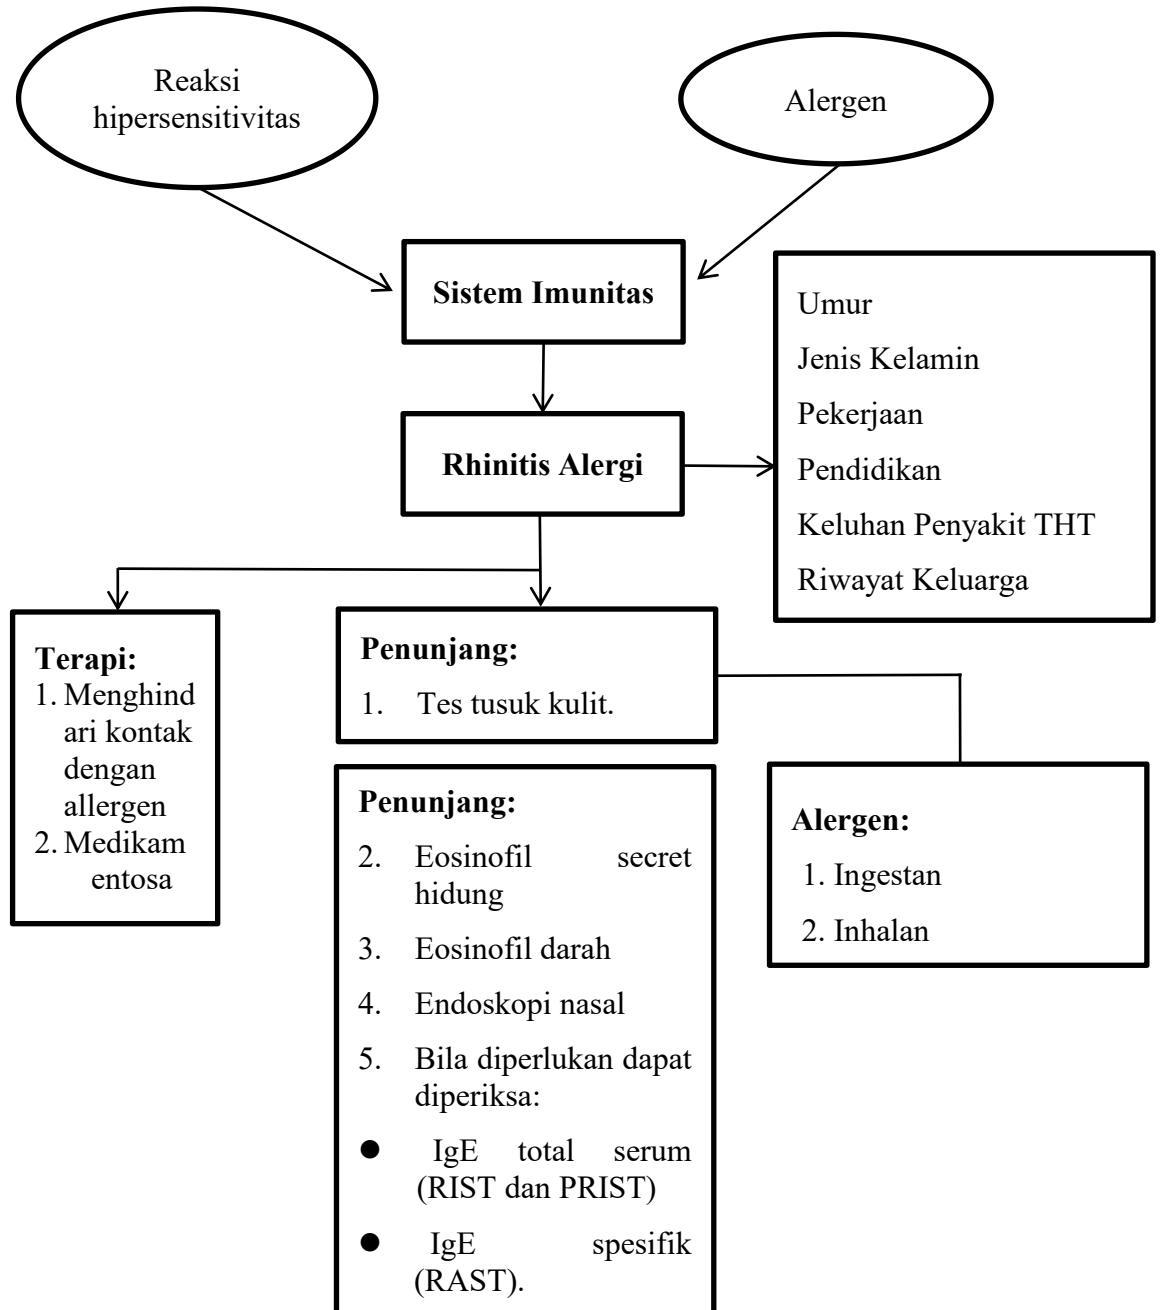 Reaksi
hipersensitivitas
Alergen
Sistem Imunitas
Umur
Jenis Kelamin
Pekerjaan
Pendidikan
Keluhan Penyakit THT
Riwayat Keluarga
Rhinitis Alergi
Terapi:
1. Menghind
ari kontak
dengan
allergen
2. Medikam
entosa
Penunjang:
1. Tes tusuk kulit.
Penunjang:
2. Eosinofil secret
hidung
3. Eosinofil darah
4. Endoskopi nasal
5. Bila diperlukan dapat
diperiksa:
● IgE total serum
(RIST dan PRIST)
● IgE spesifik
(RAST).
Alergen:
1. Ingestan
2. Inhalan